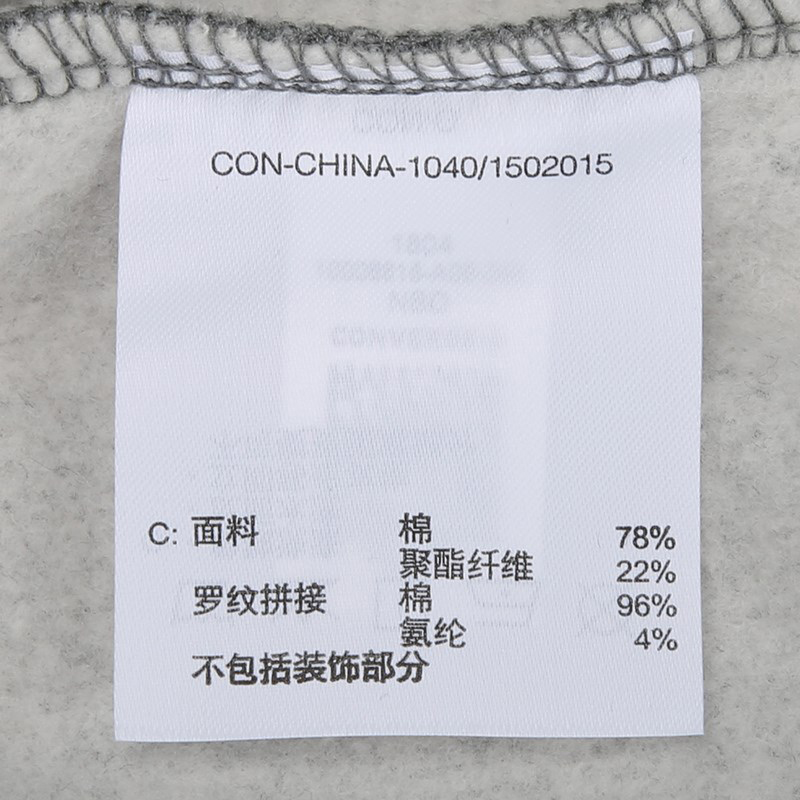 CON-CHINA-1040/1502015
C: 面料 棉 78%
聚酯纤维 22%
罗纹拼接 棉 96%
氨纶 4%
不包括装饰部分